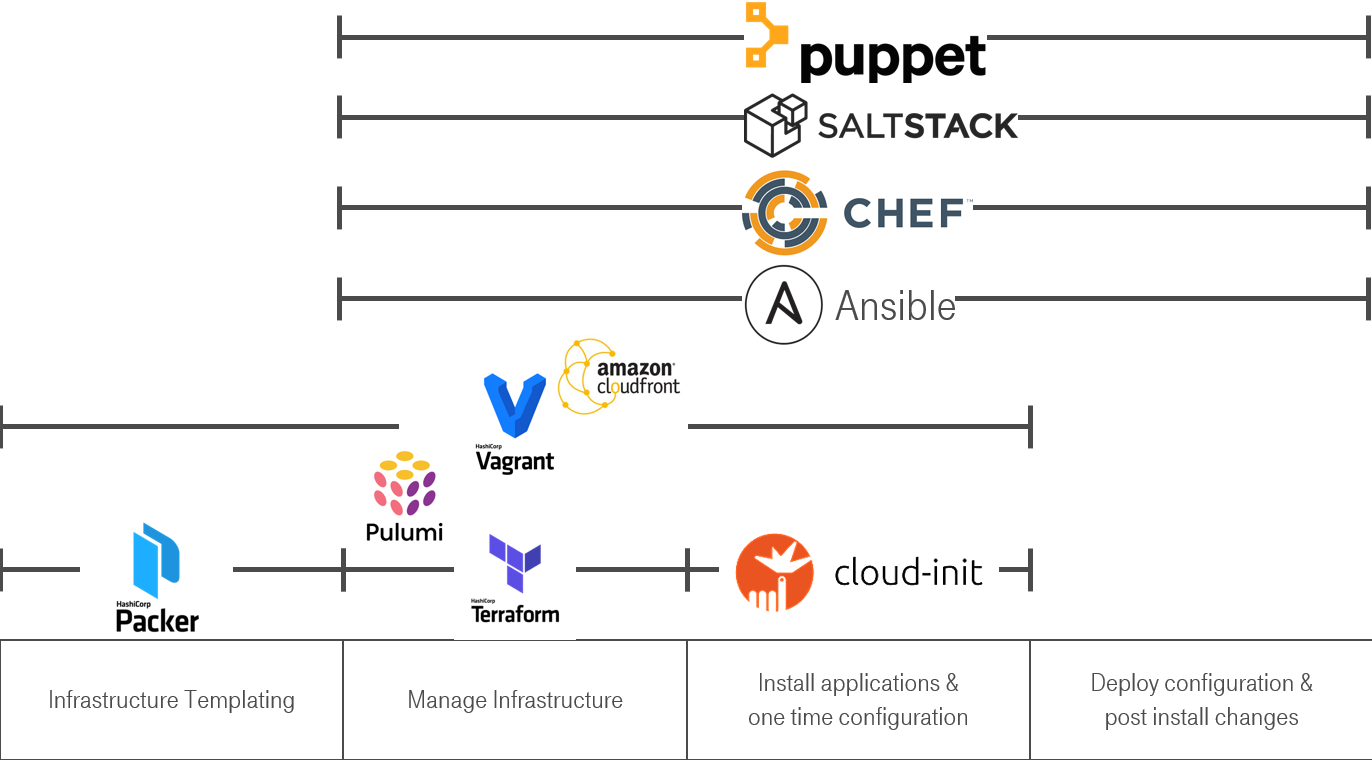 puppet
SALTSTACK
CHEF™
Ansible
amazon
cloudfront
HashiCorp
Vagrant
Pulumi
HashiCorp
Packer
HashiCorp
Terraform
cloud-init
Infrastructure Templating
Manage Infrastructure
Install applications &
one time configuration
Deploy configuration &
post install changes